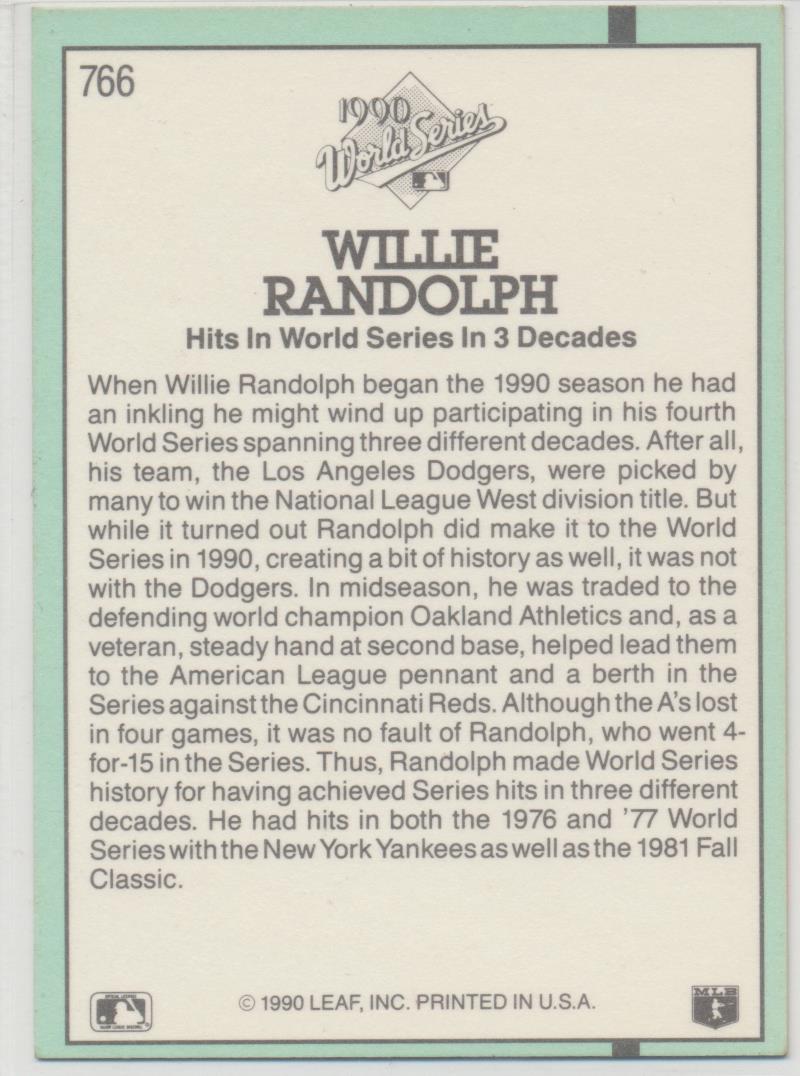 766
1990
World Series
WILLIE
RANDOLPH
Hits In World Series In 3 Decades
When Willie Randolph began the 1990 season he had
an inkling he might wind up participating in his fourth
World Series spanning three different decades. After all,
his team, the Los Angeles Dodgers, were picked by
many to win the National League West division title. But
while it turned out Randolph did make it to the World
Series in 1990, creating a bit of history as well, it was not
with the Dodgers. In midseason, he was traded to the
defending world champion Oakland Athletics and, as a
veteran, steady hand at second base, helped lead them
to the American League pennant and a berth in the
Series against the Cincinnati Reds. Although the A's lost
in four games, it was no fault of Randolph, who went 4-
for-15 in the Series. Thus, Randolph made World Series
history for having achieved Series hits in three different
decades. He had hits in both the 1976 and '77 World
Series with the New York Yankees as well as the 1981 Fall
Classic.
© 1990 LEAF, INC. PRINTED IN U.S.A.
MLB